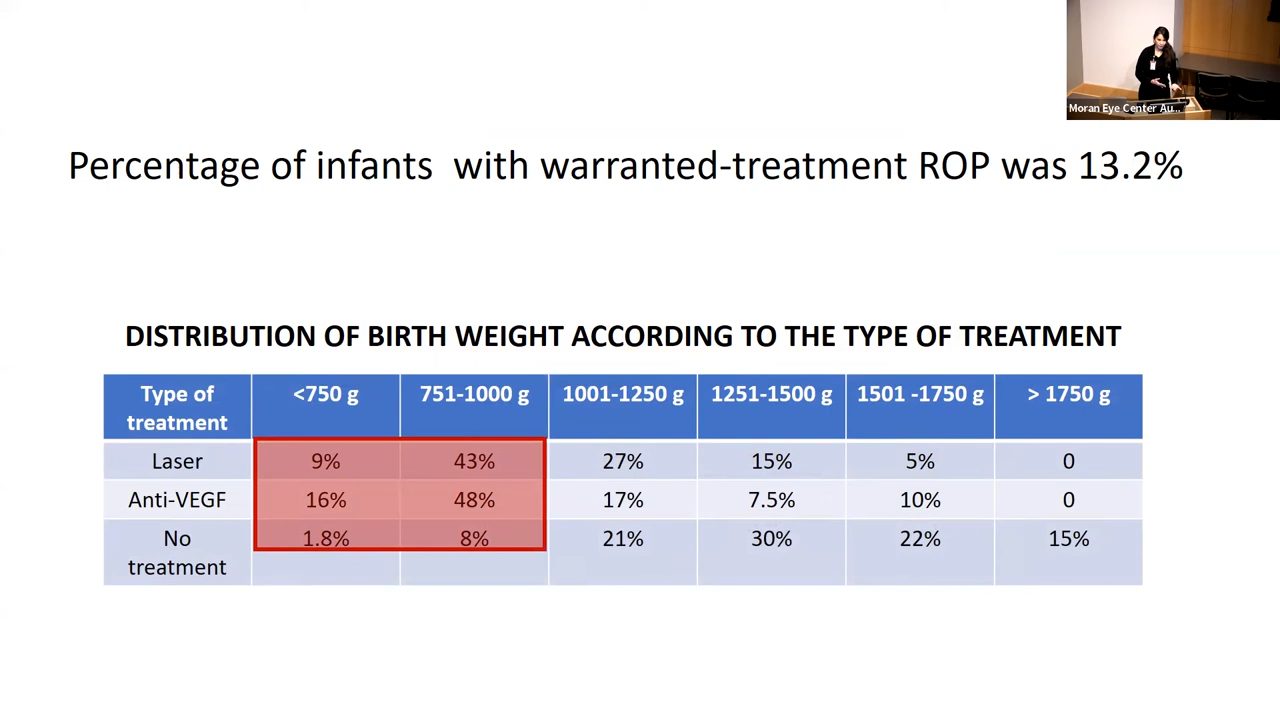 Moran Eye Center Au...
Percentage of infants  with warranted-treatment ROP was 13.2%
DISTRIBUTION OF BIRTH WEIGHT ACCORDING TO THE TYPE OF TREATMENT
Type of treatment <750 g 751-1000 g 1001-1250 g 1251-1500 g 1501 -1750 g > 1750 g
Laser 9% 43% 27% 15% 5% 0
Anti-VEGF 16% 48% 17% 7.5% 10% 0
No treatment 1.8% 8% 21% 30% 22% 15%